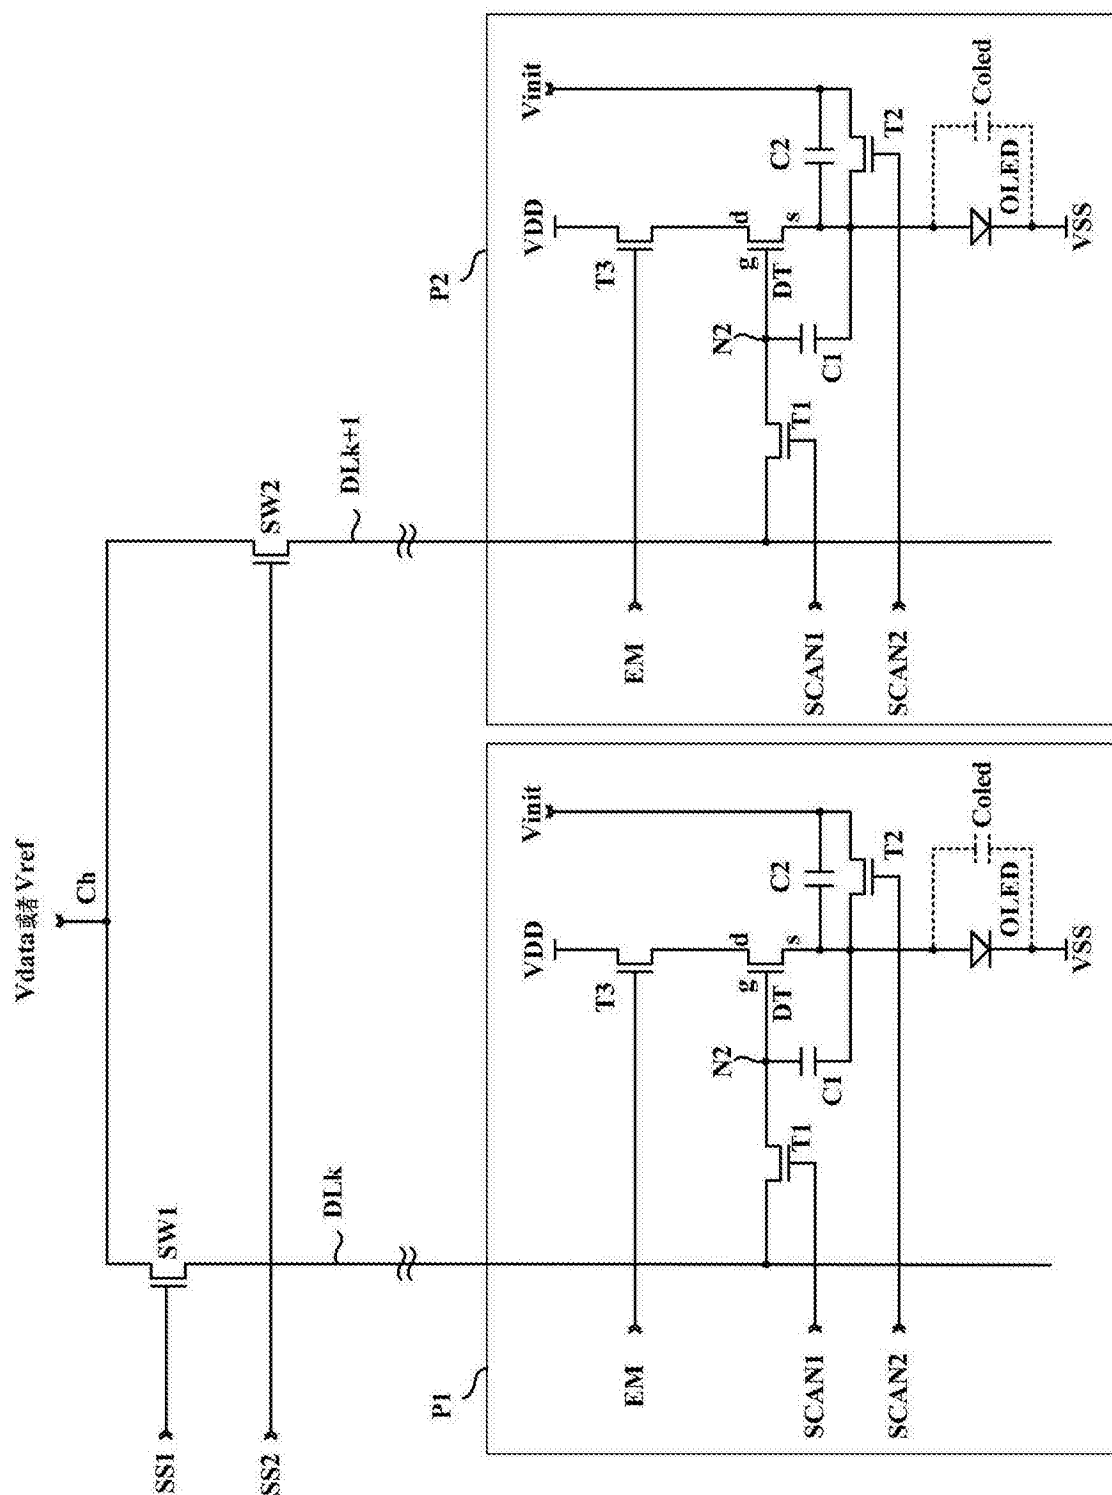 Vdata或者Vref
Ch
SS1
SW1
SS2
SW2
DLk
DLk+1
P1
P2
VDD
Vinit
EM
T3
d
g
s
DT
N2
C2
T1
C1
T2
SCAN1
SCAN2
OLED
Coled
VSS
VDD
Vinit
EM
T3
d
g
s
DT
N2
C2
T1
C1
T2
SCAN1
SCAN2
OLED
Coled
VSS